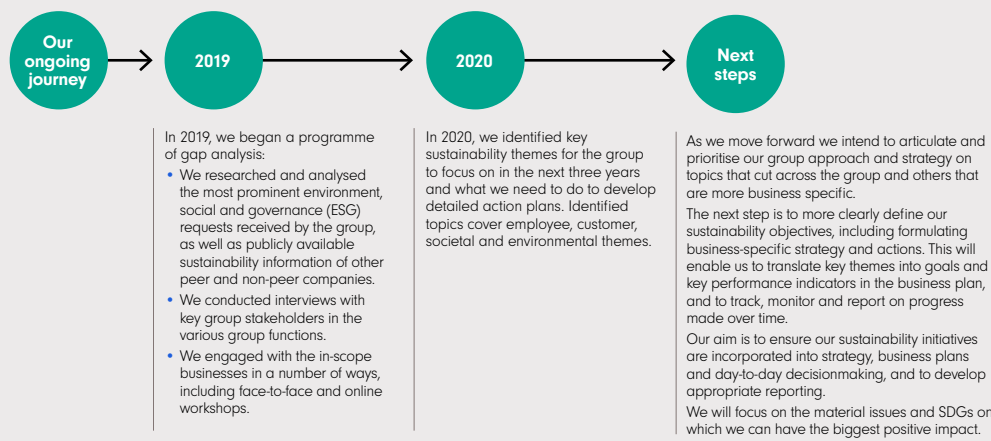 Our
ongoing
journey
2019
2020
Next
steps
In 2019, we began a programme
of gap analysis:
• We researched and analysed
the most prominent environment,
social and governance (ESG)
requests received by the group,
as well as publicly available
sustainability information of other
peer and non-peer companies.
• We conducted interviews with
key group stakeholders in the
various group functions.
• We engaged with the in-scope
businesses in a number of ways,
including face-to-face and online
workshops.
In 2020, we identified key
sustainability themes for the group
to focus on in the next three years
and what we need to do to develop
detailed action plans. Identified
topics cover employee, customer,
societal and environmental themes.
As we move forward we intend to articulate and
prioritise our group approach and strategy on
topics that cut across the group and others that
are more business specific.
The next step is to more clearly define our
sustainability objectives, including formulating
business-specific strategy and actions. This will
enable us to translate key themes into goals and
key performance indicators in the business plan,
and to track, monitor and report on progress
made over time.
Our aim is to ensure our sustainability initiatives
are incorporated into strategy, business plans
and day-to-day decisionmaking, and to develop
appropriate reporting.
We will focus on the material issues and SDGs on
which we can have the biggest positive impact.